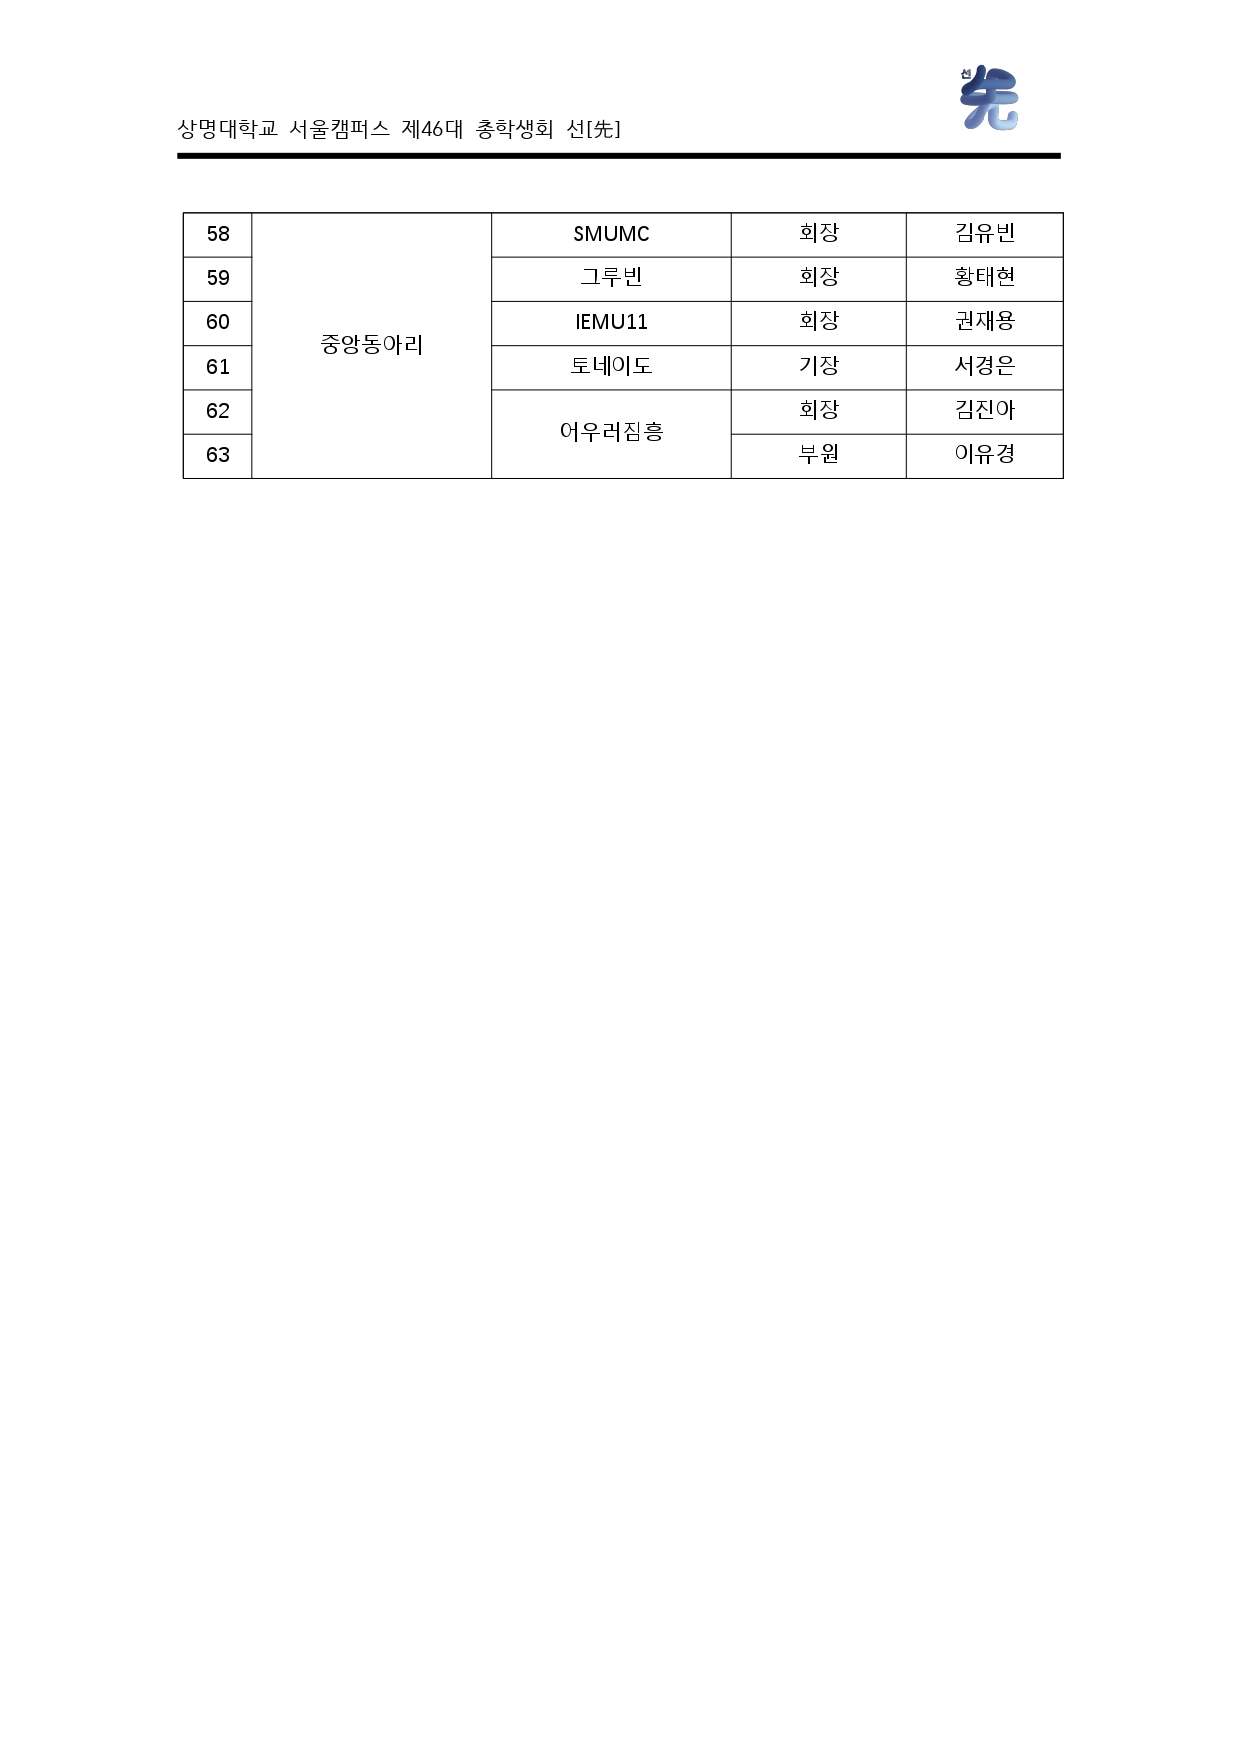 선先
상명대학교 서울캠퍼스 제46대 총학생회 선[先]
58 중앙동아리 SMUMC 회장 김유빈
59 그루빈 회장 황태현
60 IEMU11 회장 권재용
61 토네이도 기장 서경은
62 어우러짐흥 회장 김진아
63 부원 이유경